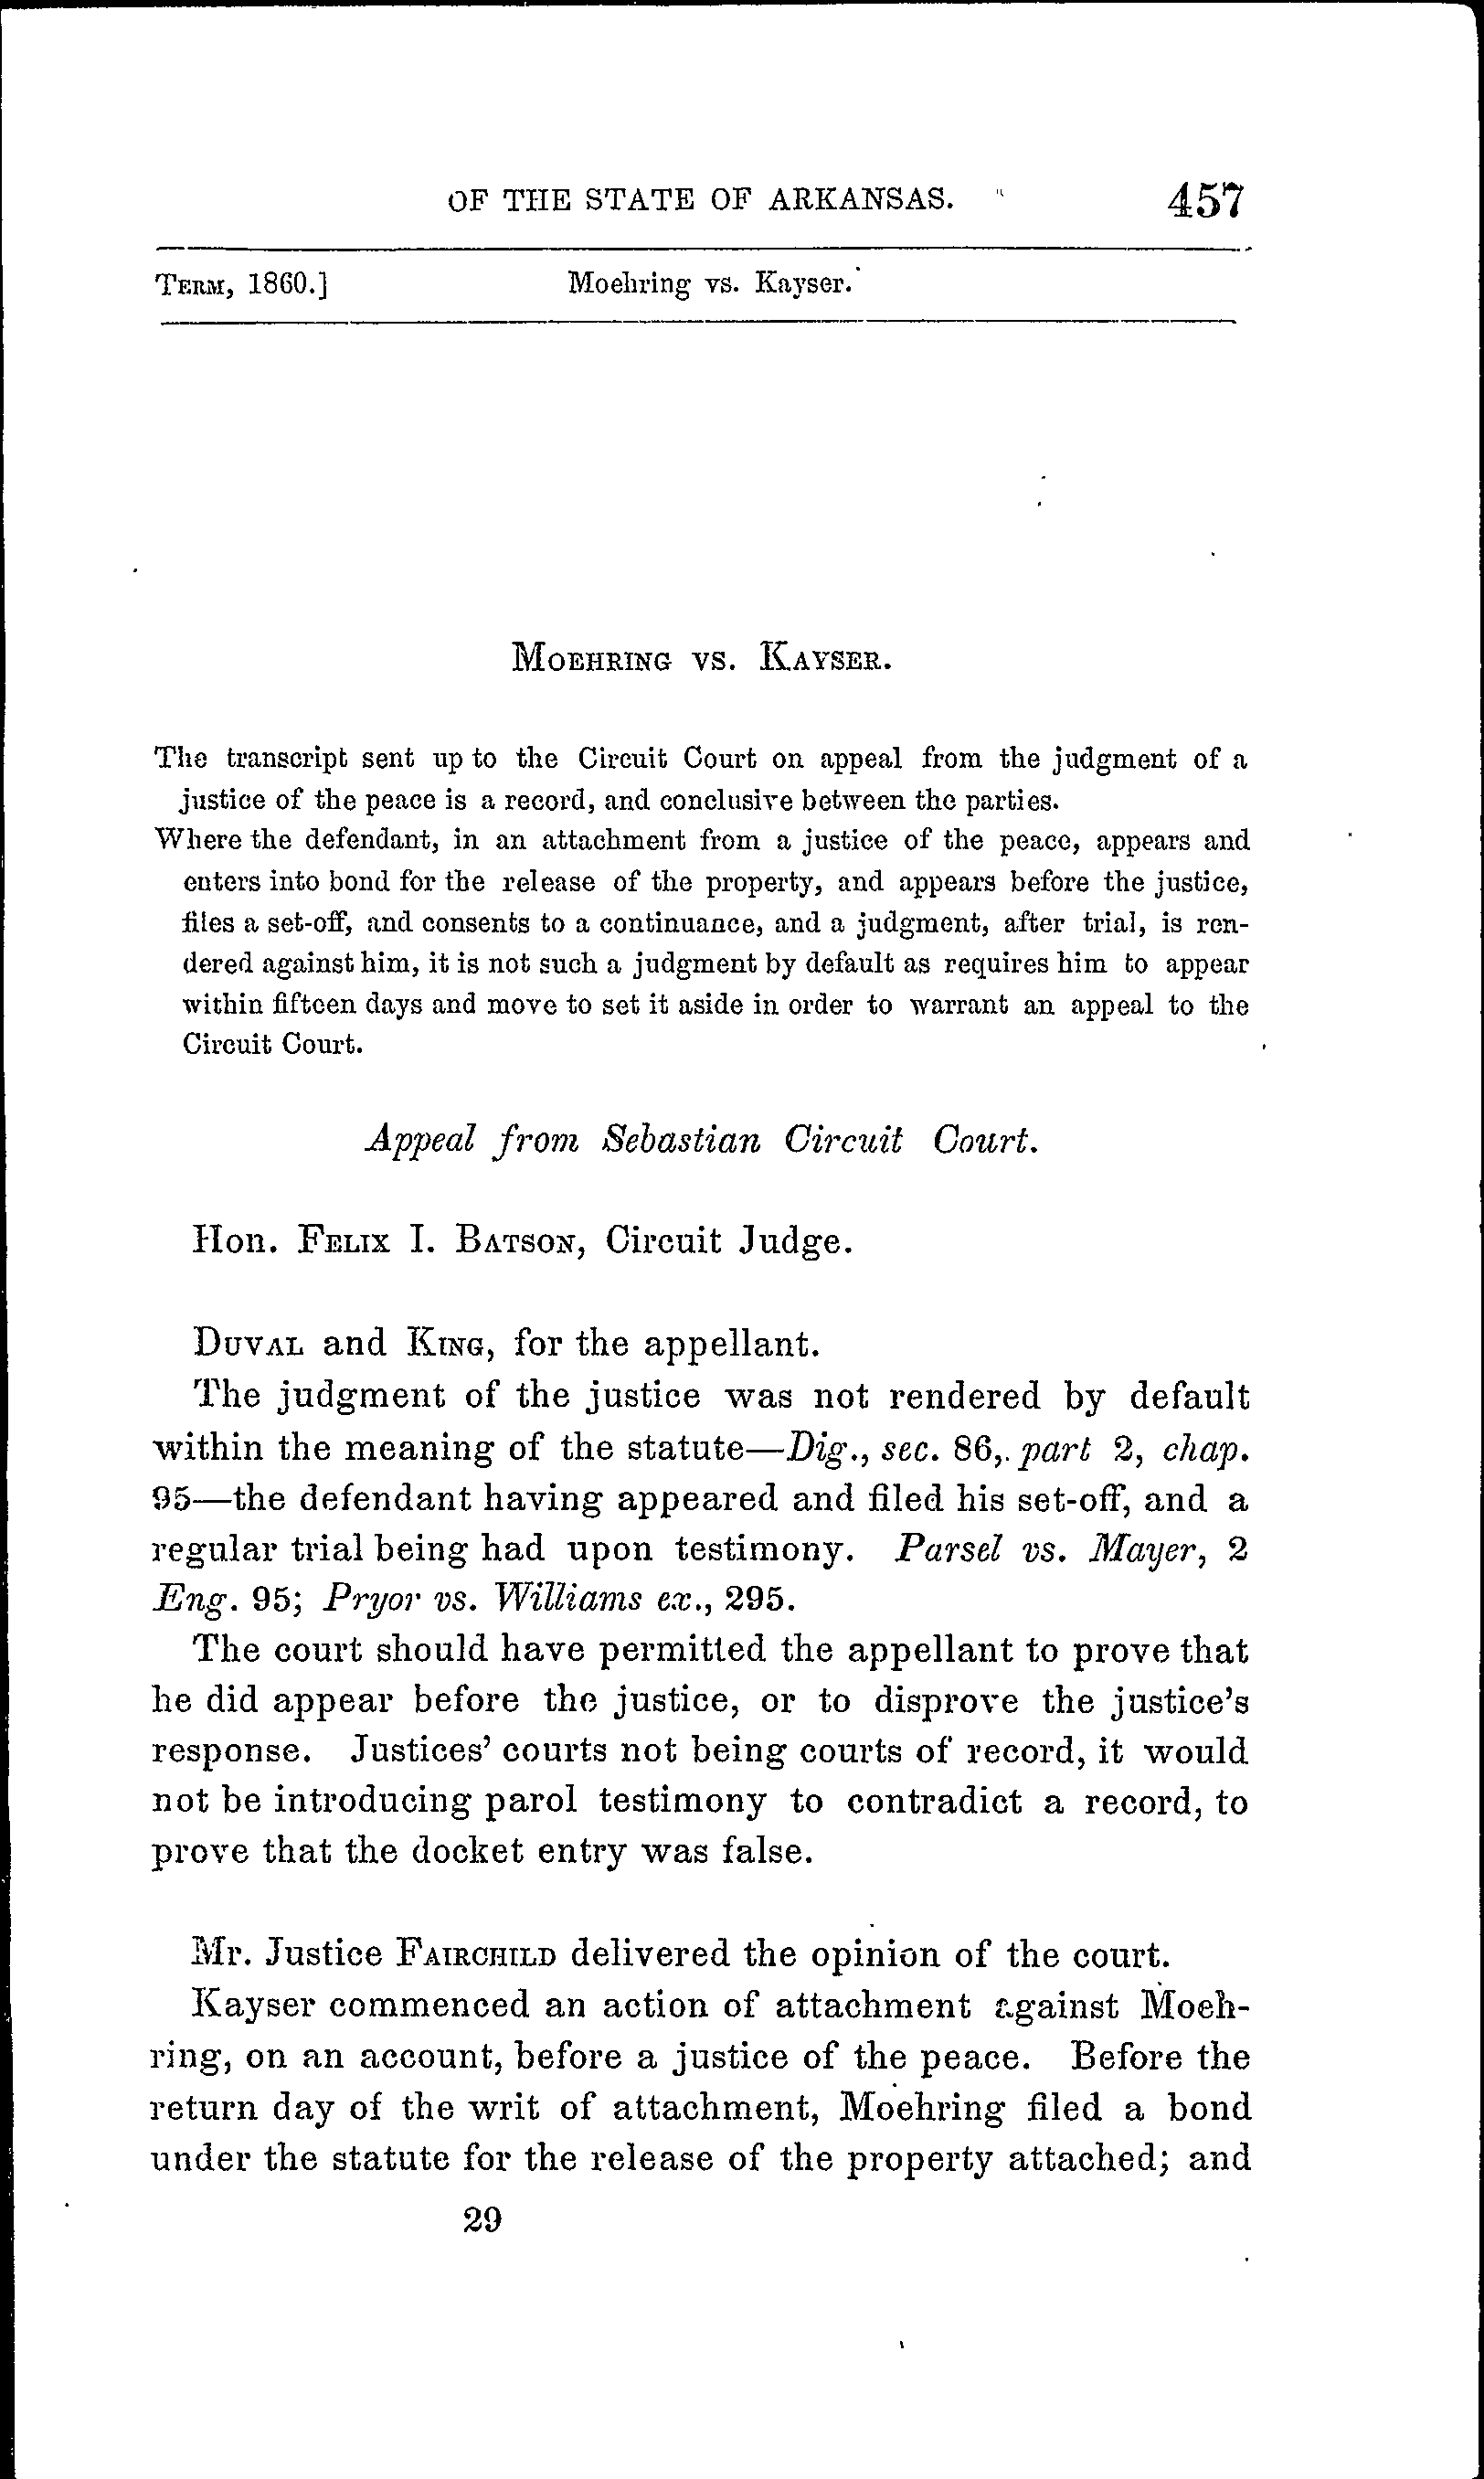 OF THE STATE OF ARKANSAS. 457
TERM, 1860.] Moehring vs. Kayser.
MOEHRING VS. KAYSER.
The transcript sent up to the Circuit Court on appeal from the judgment of a
justice of the peace is a record, and conclusive between the parties.
Where the defendant, in an attachment from a justice of the peace, appears and
enters into bond for the release of the property, and appears before the justice,
files a set-off, and consents to a continuance, and a judgment, after trial, is ren-
dered against him, it is not such a judgment by default as requires him to appear
within fifteen days and move to set it aside in order to warrant an appeal to the
Circuit Court.
Appeal from Sebastian Circuit Court.
Hon. FELIX I. BATSON, Circuit Judge.
DUVAL and KING, for the appellant.
The judgment of the justice was not rendered by default
within the meaning of the statute—Dig., sec. 86, part 2, chap.
95—the defendant having appeared and filed his set-off, and a
regular trial being had upon testimony. Parsel vs. Mayer, 2
Eng. 95; Pryor vs. Williams ex., 295.
The court should have permitted the appellant to prove that
he did appear before the justice, or to disprove the justice's
response. Justices' courts not being courts of record, it would
not be introducing parol testimony to contradict a record, to
prove that the docket entry was false.
Mr. Justice FAIRCHILD delivered the opinion of the court.
Kayser commenced an action of attachment against Moeh-
ring, on an account, before a justice of the peace. Before the
return day of the writ of attachment, Moehring filed a bond
under the statute for the release of the property attached; and
29